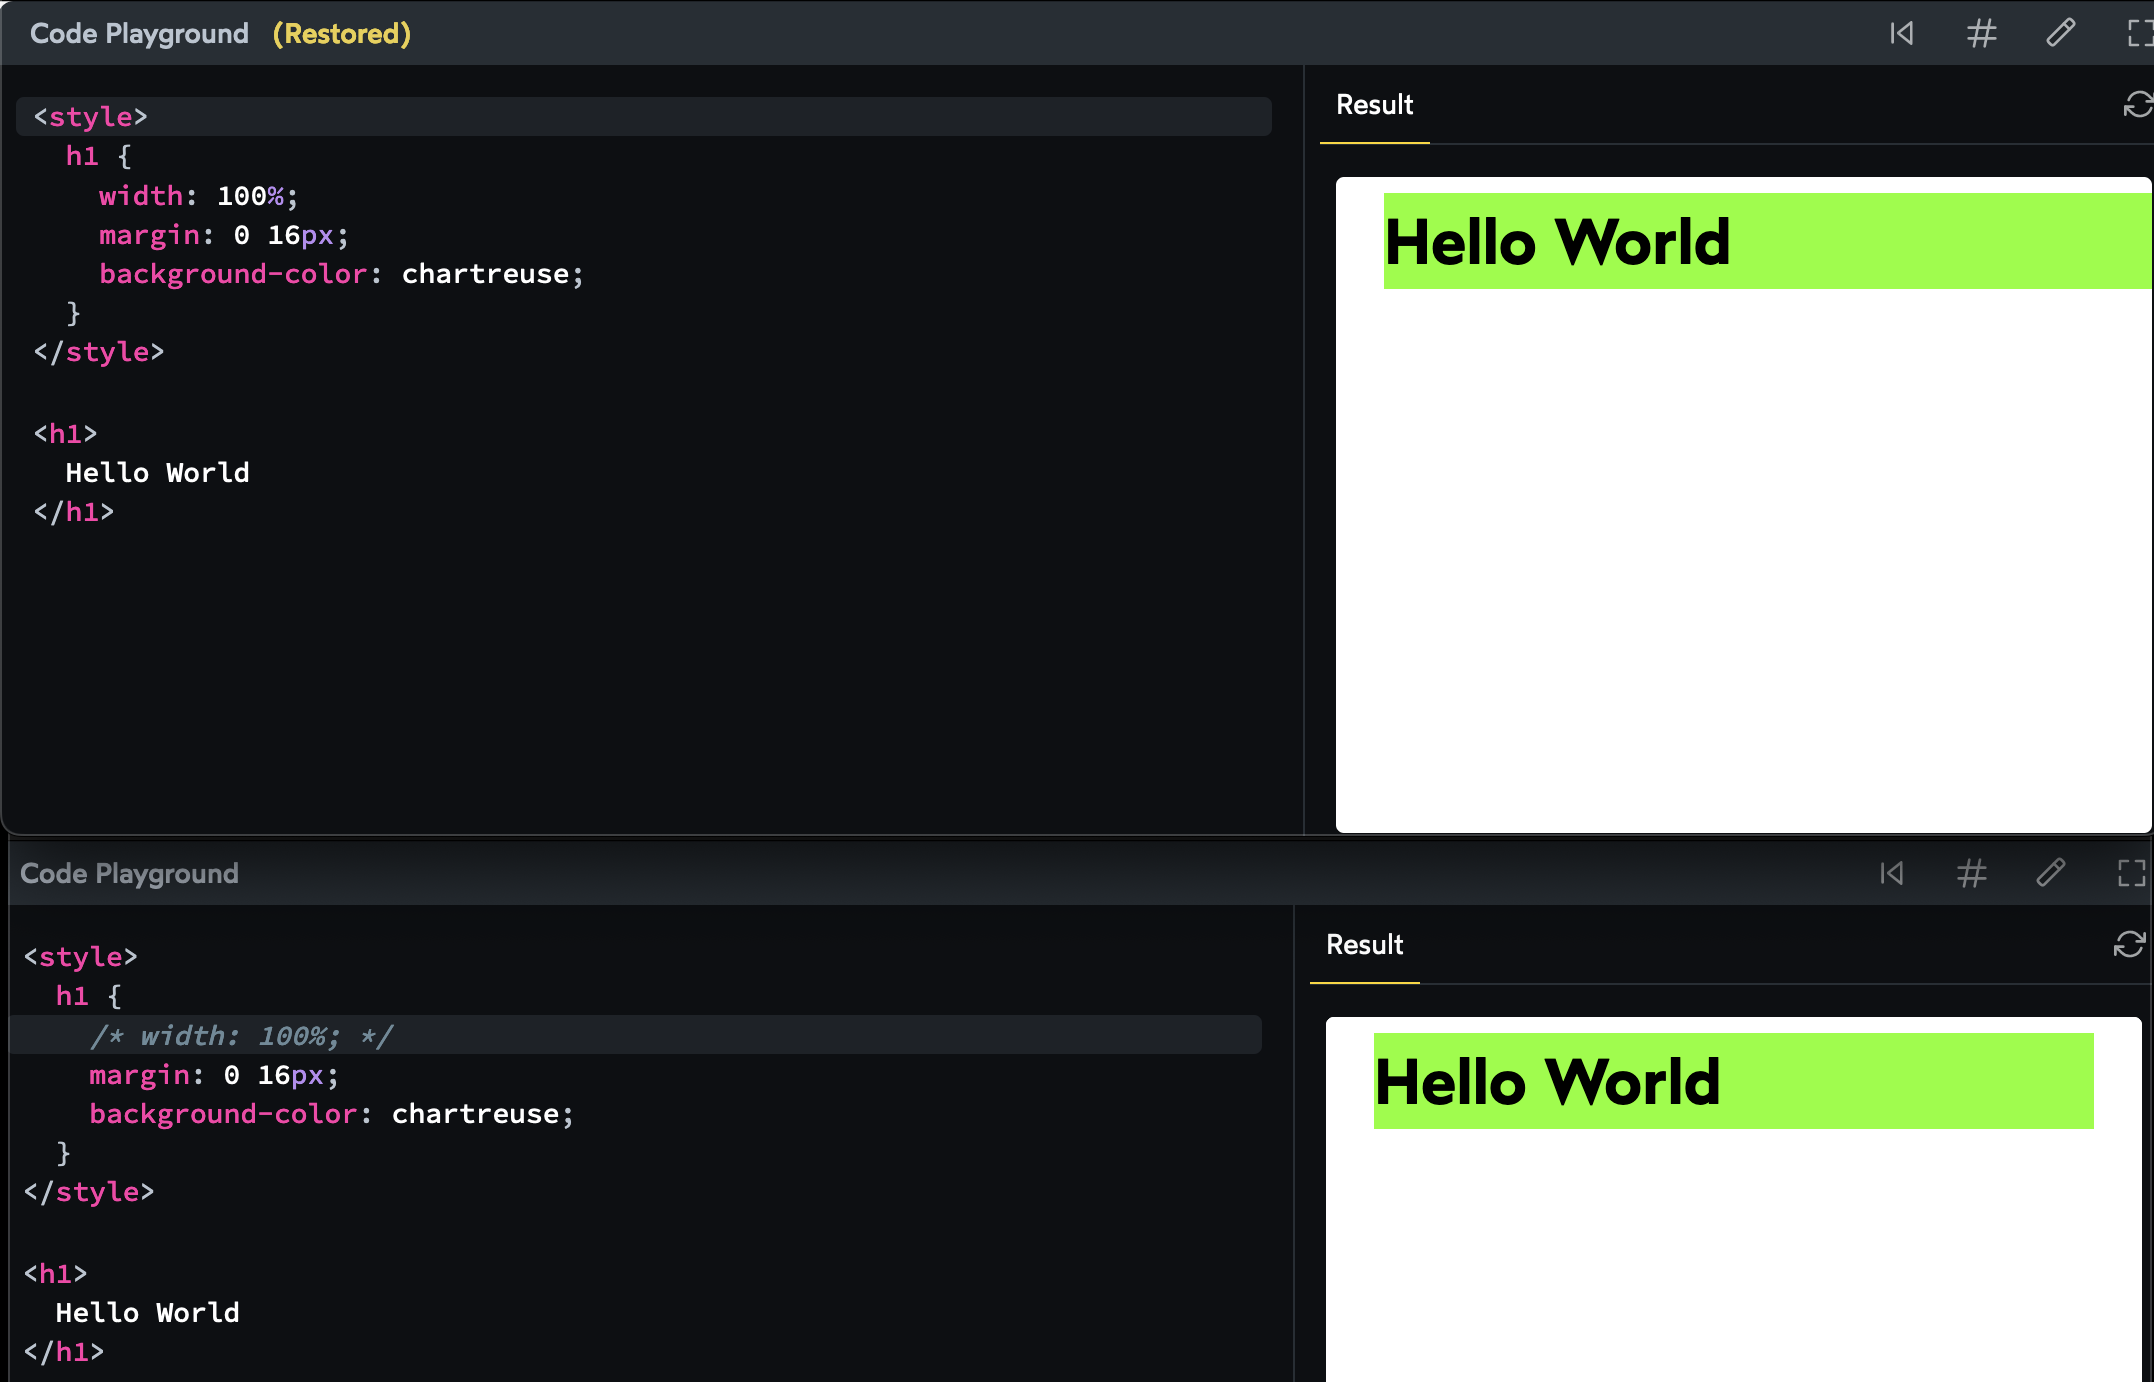 Code Playground (Restored)
<style>
  h1 {
    width: 100%;
    margin: 0 16px;
    background-color: chartreuse;
  }
</style>

<h1>
  Hello World
</h1>
Result
Hello World
Code Playground
<style>
  h1 {
    /* width: 100%; */
    margin: 0 16px;
    background-color: chartreuse;
  }
</style>

<h1>
  Hello World
</h1>
Result
Hello World